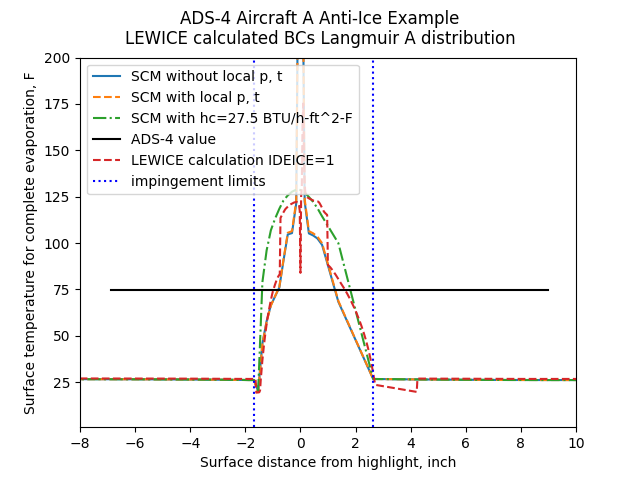 ADS-4 Aircraft A Anti-Ice Example
LEWICE calculated BCs Langmuir A distribution
Surface temperature for complete evaporation, F
200
175
150
125
100
75
50
25
SCM without local p, t
SCM with local p, t
SCM with hc=27.5 BTU/h-ft^2-F
ADS-4 value
LEWICE calculation IDEICE=1
impingement limits
−8 −6 −4 −2 0 2 4 6 8 10
Surface distance from highlight, inch